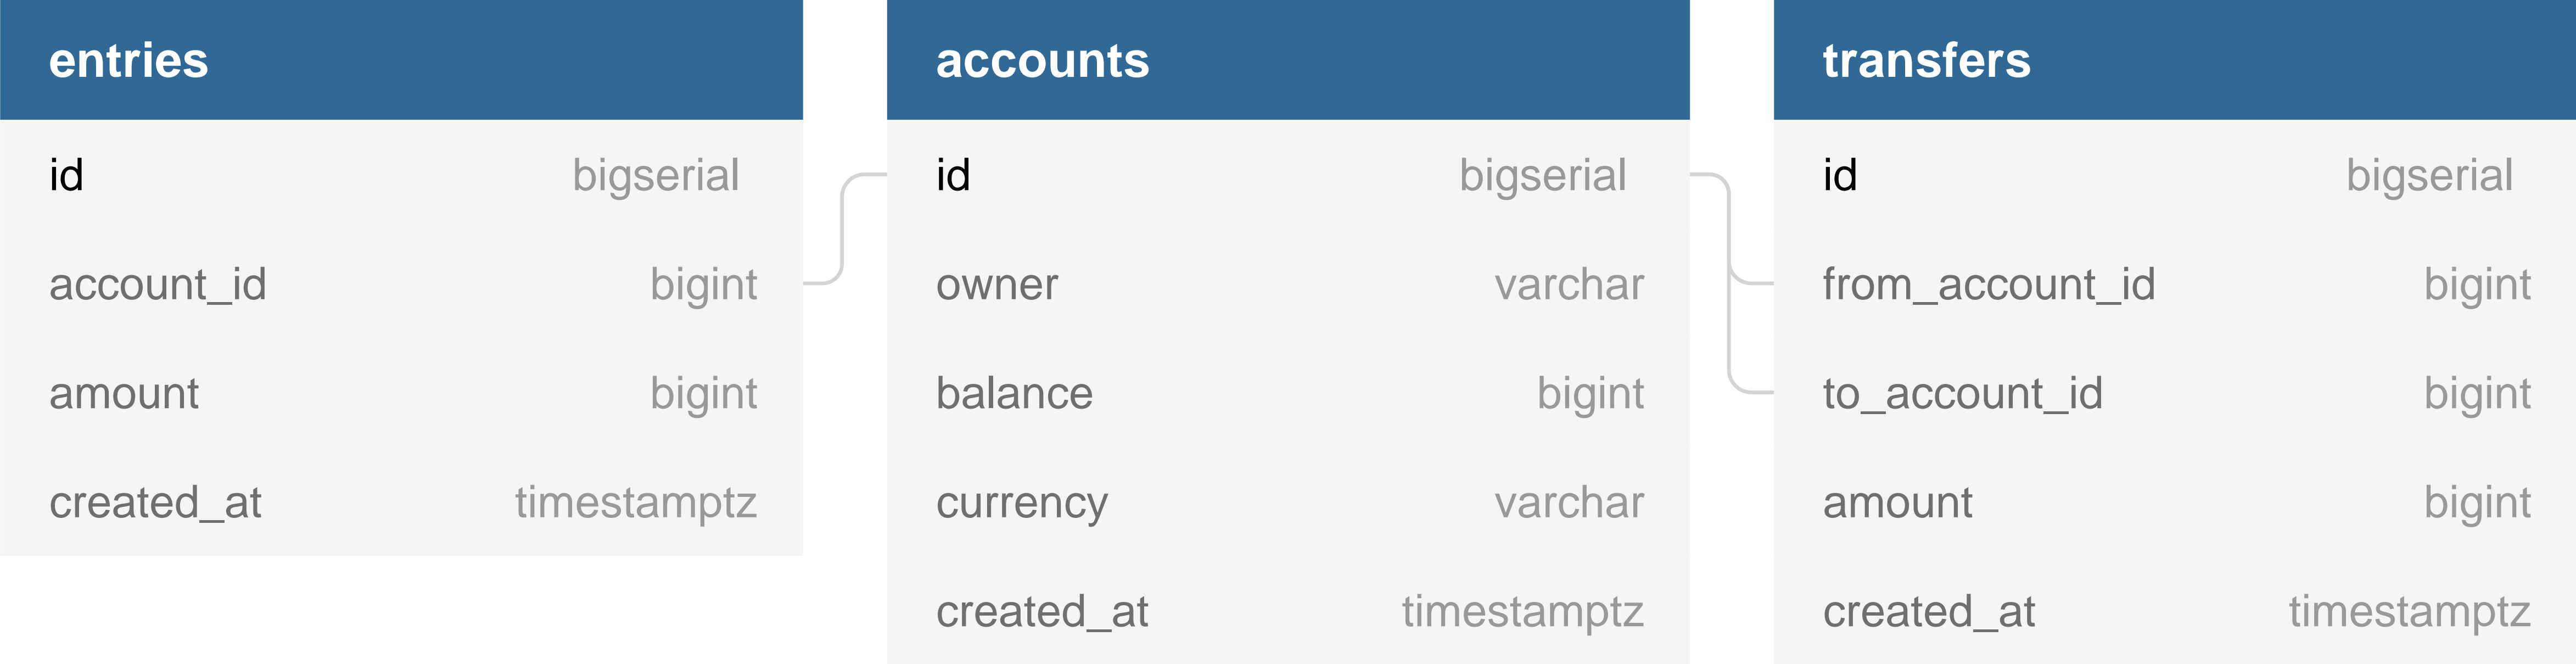 entries
id bigserial
account_id bigint
amount bigint
created_at timestamptz
accounts
id bigserial
owner varchar
balance bigint
currency varchar
created_at timestamptz
transfers
id bigserial
from_account_id bigint
to_account_id bigint
amount bigint
created_at timestamptz